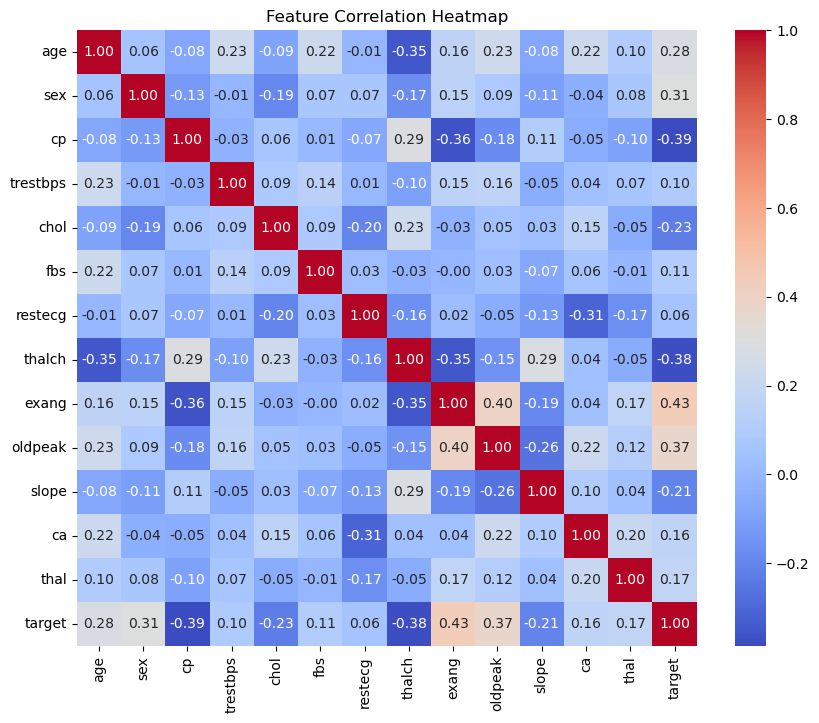 Feature Correlation Heatmap
age 1.00 0.06 -0.08 0.23 -0.09 0.22 -0.01 -0.35 0.16 0.23 -0.08 0.22 0.10 0.28
sex 0.06 1.00 -0.13 -0.01 -0.19 0.07 0.07 -0.17 0.15 0.09 -0.11 -0.04 0.08 0.31
cp -0.08 -0.13 1.00 -0.03 0.06 0.01 -0.07 0.29 -0.36 -0.18 0.11 -0.05 -0.10 -0.39
trestbps 0.23 -0.01 -0.03 1.00 0.09 0.14 0.01 -0.10 0.15 0.16 -0.05 0.04 0.07 0.10
chol -0.09 -0.19 0.06 0.09 1.00 0.09 -0.20 0.23 -0.03 0.05 0.03 0.15 -0.05 -0.23
fbs 0.22 0.07 0.01 0.14 0.09 1.00 0.03 -0.03 -0.00 0.03 -0.07 0.06 -0.01 0.11
restecg -0.01 0.07 -0.07 0.01 -0.20 0.03 1.00 -0.16 0.02 -0.05 -0.13 -0.31 -0.17 0.06
thalch -0.35 -0.17 0.29 -0.10 0.23 -0.03 -0.16 1.00 -0.35 -0.15 0.29 0.04 -0.05 -0.38
exang 0.16 0.15 -0.36 0.15 -0.03 -0.00 0.02 -0.35 1.00 0.40 -0.19 0.04 0.17 0.43
oldpeak 0.23 0.09 -0.18 0.16 0.05 0.03 -0.05 -0.15 0.40 1.00 -0.26 0.22 0.12 0.37
slope -0.08 -0.11 0.11 -0.05 0.03 -0.07 -0.13 0.29 -0.19 -0.26 1.00 0.10 0.04 -0.21
ca 0.22 -0.04 -0.05 0.04 0.15 0.06 -0.31 0.04 0.04 0.22 0.10 1.00 0.20 0.16
thal 0.10 0.08 -0.10 0.07 -0.05 -0.01 -0.17 -0.05 0.17 0.12 0.04 0.20 1.00 0.17
target 0.28 0.31 -0.39 0.10 -0.23 0.11 0.06 -0.38 0.43 0.37 -0.21 0.16 0.17 1.00
age sex cp trestbps chol fbs restecg thalch exang oldpeak slope ca thal target
1.0
0.8
0.6
0.4
0.2
0.0
−0.2